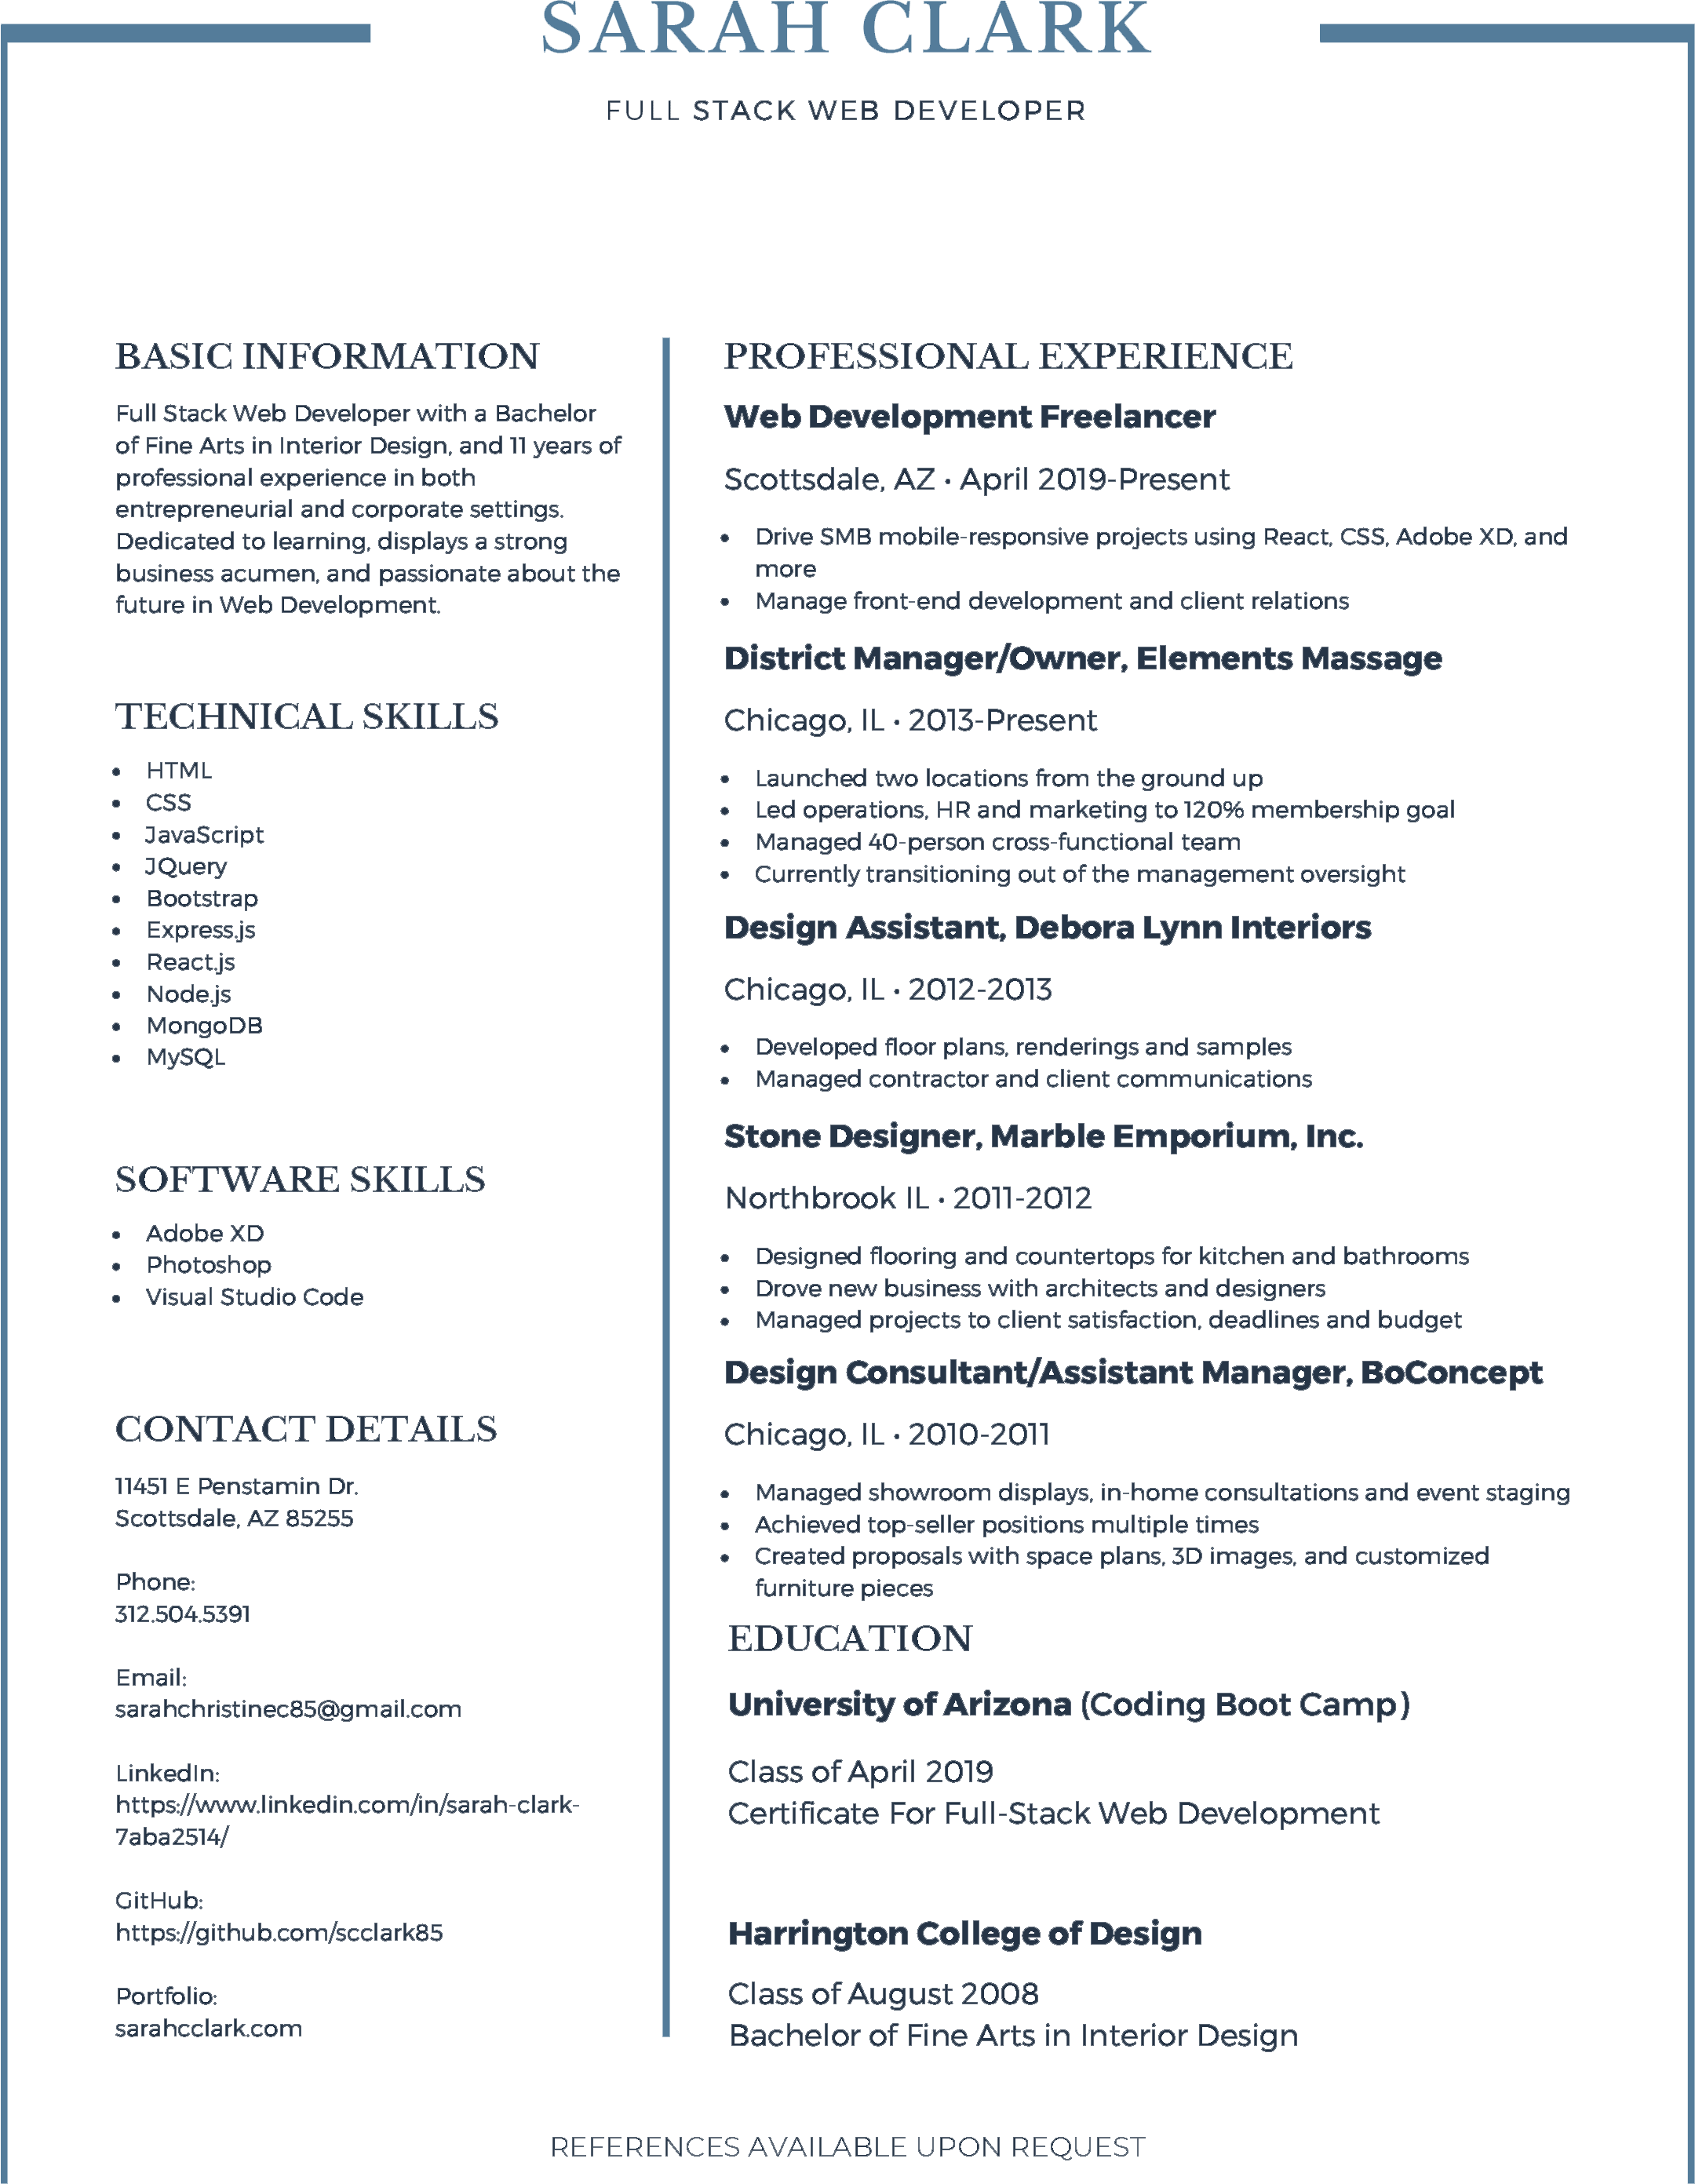 SARAH CLARK
FULL STACK WEB DEVELOPER
BASIC INFORMATION
Full Stack Web Developer with a Bachelor
of Fine Arts in Interior Design, and 11 years of
professional experience in both
entrepreneurial and corporate settings.
Dedicated to learning, displays a strong
business acumen, and passionate about the
future in Web Development.
TECHNICAL SKILLS
• HTML
• CSS
• JavaScript
• JQuery
• Bootstrap
• Express.js
• React.js
• Node.js
• MongoDB
• MySQL
SOFTWARE SKILLS
• Adobe XD
• Photoshop
• Visual Studio Code
CONTACT DETAILS
11451 E Penstamin Dr.
Scottsdale, AZ 85255
Phone:
312.504.5391
Email:
sarahchristinec85@gmail.com
LinkedIn:
https://www.linkedin.com/in/sarah-clark-
7aba2514/
GitHub:
https://github.com/scclark85
Portfolio:
sarahcclark.com
PROFESSIONAL EXPERIENCE
Web Development Freelancer
Scottsdale, AZ • April 2019-Present
• Drive SMB mobile-responsive projects using React, CSS, Adobe XD, and
more
• Manage front-end development and client relations
District Manager/Owner, Elements Massage
Chicago, IL • 2013-Present
• Launched two locations from the ground up
• Led operations, HR and marketing to 120% membership goal
• Managed 40-person cross-functional team
• Currently transitioning out of the management oversight
Design Assistant, Debora Lynn Interiors
Chicago, IL • 2012-2013
• Developed floor plans, renderings and samples
• Managed contractor and client communications
Stone Designer, Marble Emporium, Inc.
Northbrook IL • 2011-2012
• Designed flooring and countertops for kitchen and bathrooms
• Drove new business with architects and designers
• Managed projects to client satisfaction, deadlines and budget
Design Consultant/Assistant Manager, BoConcept
Chicago, IL • 2010-2011
• Managed showroom displays, in-home consultations and event staging
• Achieved top-seller positions multiple times
• Created proposals with space plans, 3D images, and customized
furniture pieces
EDUCATION
University of Arizona (Coding Boot Camp)
Class of April 2019
Certificate For Full-Stack Web Development
Harrington College of Design
Class of August 2008
Bachelor of Fine Arts in Interior Design
REFERENCES AVAILABLE UPON REQUEST